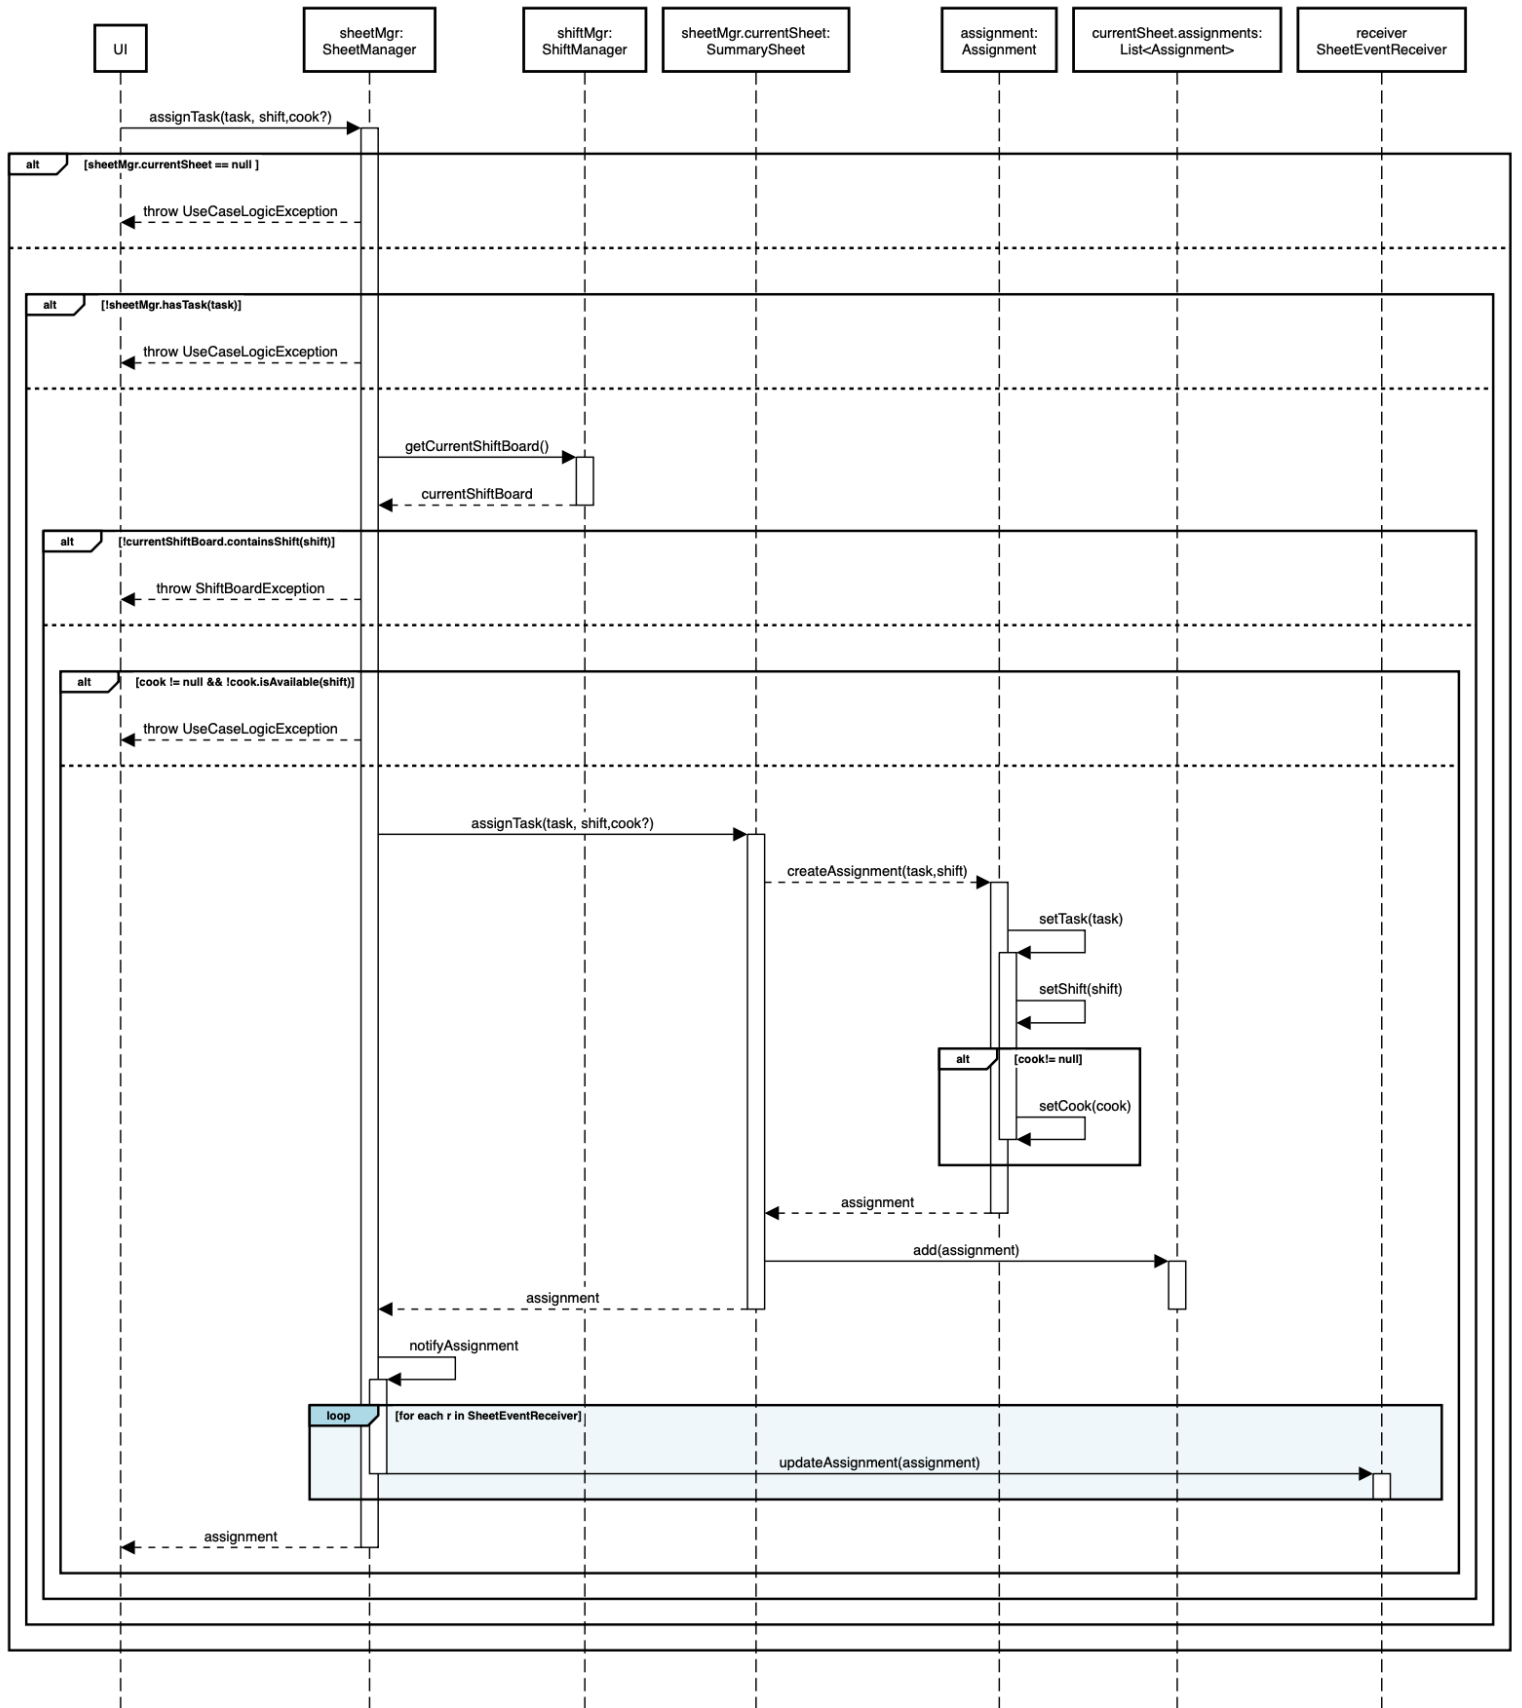 UI
sheetMgr:
SheetManager
shiftMgr:
ShiftManager
sheetMgr.currentSheet:
SummarySheet
assignment:
Assignment
currentSheet.assignments:
List<Assignment>
receiver
SheetEventReceiver
assignTask(task, shift,cook?)
alt
[sheetMgr.currentSheet == null ]
throw UseCaseLogicException
alt
[!sheetMgr.hasTask(task)]
throw UseCaseLogicException
getCurrentShiftBoard()
currentShiftBoard
alt
[!currentShiftBoard.containsShift(shift)]
throw ShiftBoardException
alt
[cook != null && !cook.isAvailable(shift)]
throw UseCaseLogicException
assignTask(task, shift,cook?)
createAssignment(task,shift)
setTask(task)
setShift(shift)
alt
[cook!= null]
setCook(cook)
assignment
add(assignment)
assignment
notifyAssignment
loop
[for each r in SheetEventReceiver]
updateAssignment(assignment)
assignment